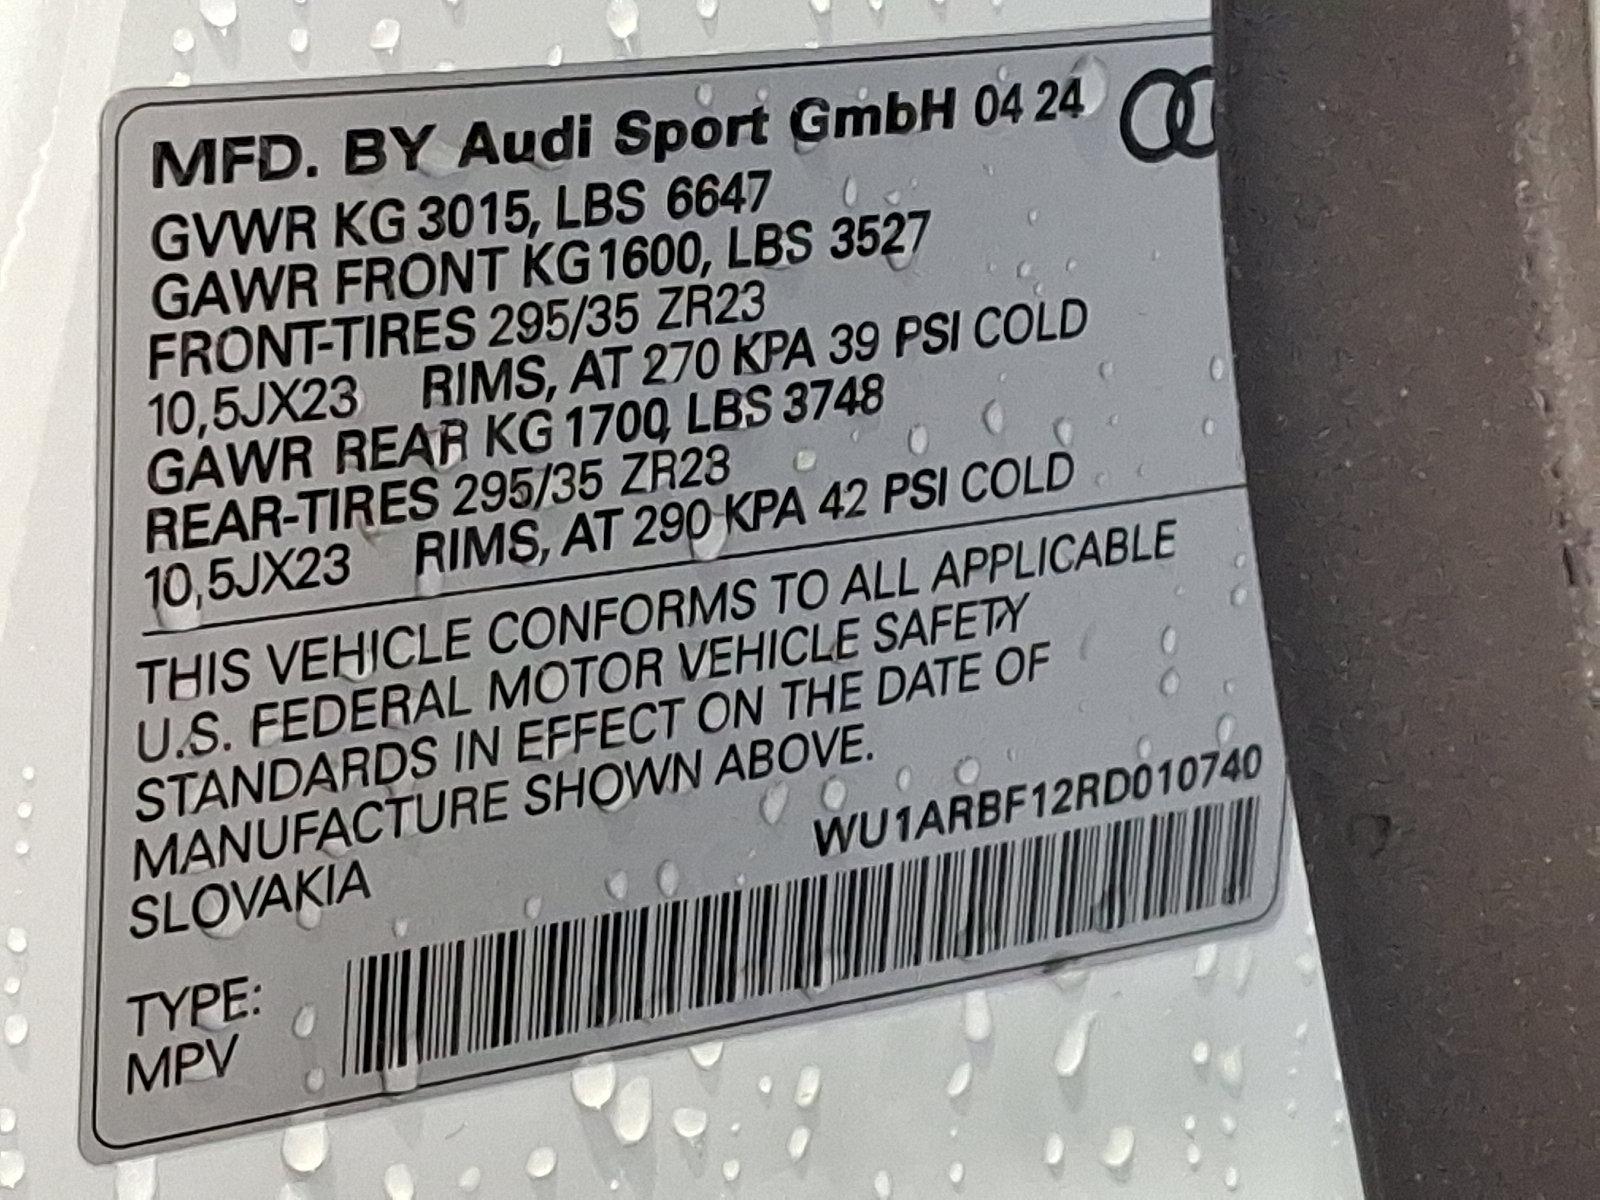 MFD. BY Audi Sport GmbH 04 24
GVWR KG 3015, LBS 6647
GAWR FRONT KG 1600, LBS 3527
FRONT-TIRES 295/35 ZR23
10,5JX23 RIMS, AT 270 KPA 39 PSI COLD
GAWR REAR KG 1700, LBS 3748
REAR-TIRES 295/35 ZR23
10,5JX23 RIMS, AT 290 KPA 42 PSI COLD
THIS VEHICLE CONFORMS TO ALL APPLICABLE
U.S. FEDERAL MOTOR VEHICLE SAFETY
STANDARDS IN EFFECT ON THE DATE OF
MANUFACTURE SHOWN ABOVE.
SLOVAKIA
WU1ARBF12RD010740
TYPE:
MPV